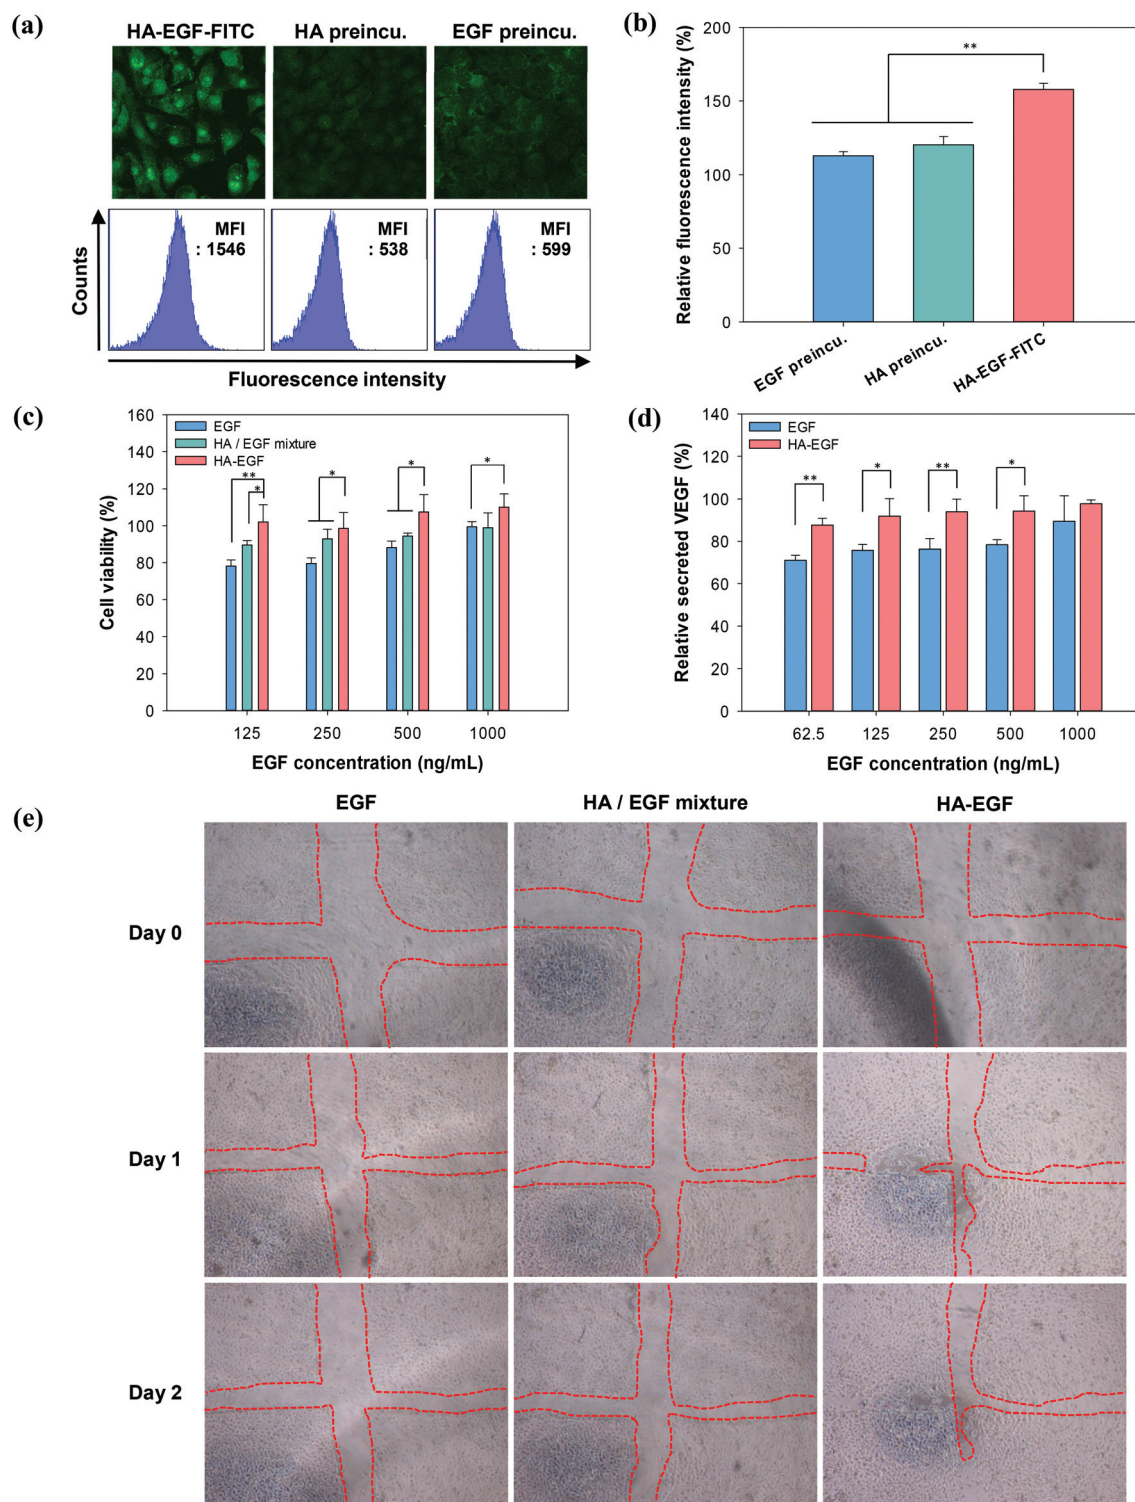 (a)
HA-EGF-FITC HA preincu. EGF preincu.
MFI
: 1546
MFI
: 538
MFI
: 599
Counts
Fluorescence intensity
(b)
Relative fluorescence intensity (%)
200
150
100
50
0
**
EGF preincu. HA preincu. HA-EGF-FITC
(c)
Cell viability (%)
160
140
120
100
80
60
40
20
0
EGF
HA / EGF mixture
HA-EGF
**
*
*
*
*
125 250 500 1000
EGF concentration (ng/mL)
(d)
Relative secreted VEGF (%)
140
120
100
80
60
40
20
0
EGF
HA-EGF
**
*
**
*
62.5 125 250 500 1000
EGF concentration (ng/mL)
(e)
EGF HA / EGF mixture HA-EGF
Day 0
Day 1
Day 2